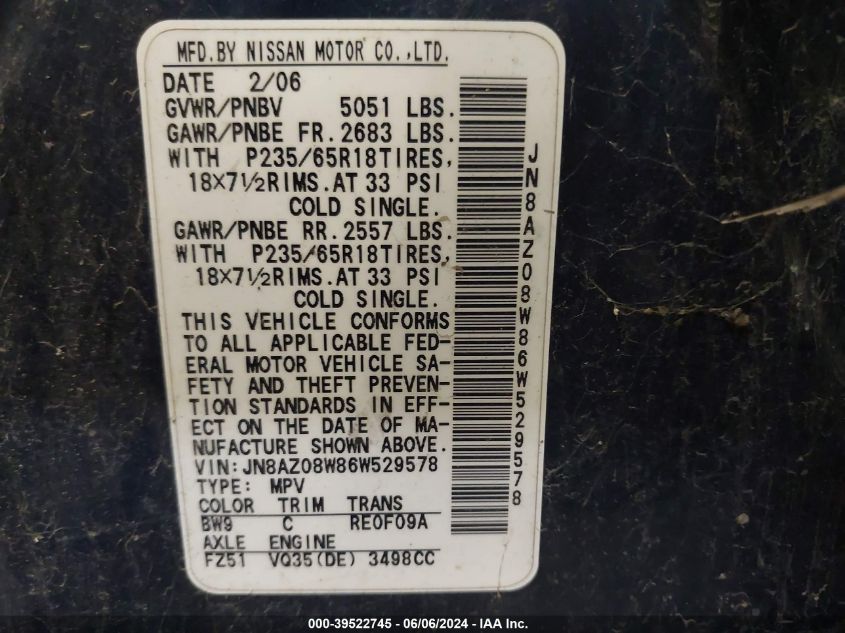 MFD.BY NISSAN MOTOR CO.,LTD.
DATE 2/06
GVWR/PNBV 5051 LBS.
GAWR/PNBE FR.2683 LBS.
WITH P235/65R18TIRES,
18X7½RIMS.AT 33 PSI
COLD SINGLE.
GAWR/PNBE RR.2557 LBS.
WITH P235/65R18TIRES,
18X7½RIMS.AT 33 PSI
COLD SINGLE.
THIS VEHICLE CONFORMS
TO ALL APPLICABLE FED-
ERAL MOTOR VEHICLE SA-
FETY AND THEFT PREVEN-
TION STANDARDS IN EFF-
ECT ON THE DATE OF MA-
NUFACTURE SHOWN ABOVE.
VIN:JN8AZ08W86W529578
TYPE: MPV
COLOR TRIM TRANS
BW9 C RE0F09A
AXLE ENGINE
FZ51 VQ35(DE) 3498CC
JN8AZ08W86W529578
000-39522745 - 06/06/2024 - IAA Inc.